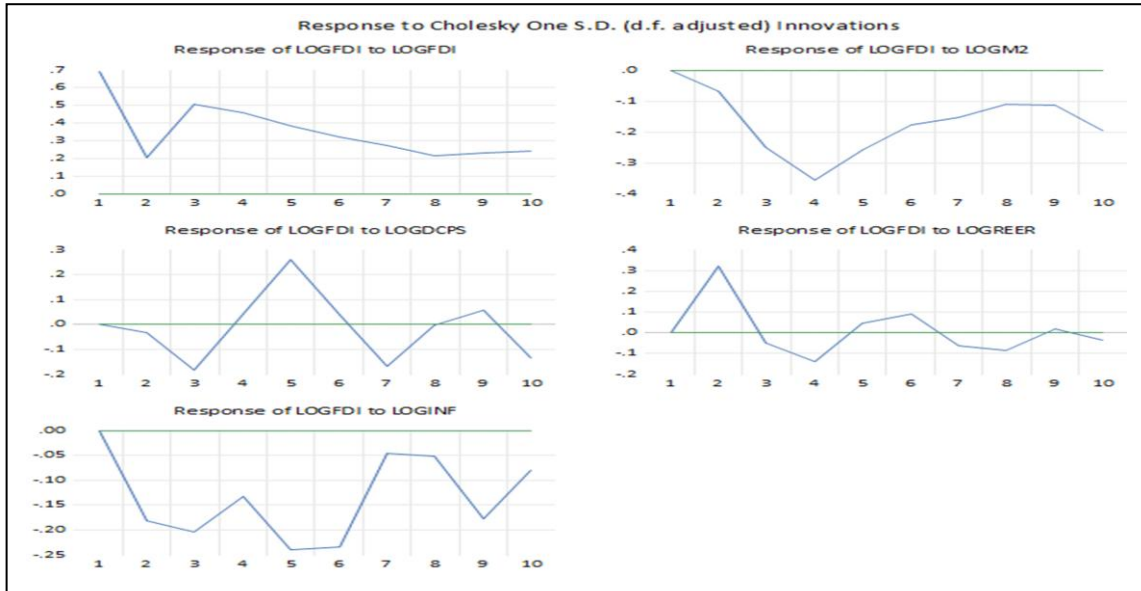 Response to Cholesky One S.D. (d.f. adjusted) Innovations
Response of LOGFDI to LOGFDI
.7
.6
.5
.4
.3
.2
.1
.0
1 2 3 4 5 6 7 8 9 10
Response of LOGFDI to LOGM2
.0
-.1
-.2
-.3
-.4
1 2 3 4 5 6 7 8 9 10
Response of LOGFDI to LOGDCPS
.3
.2
.1
.0
-.1
-.2
1 2 3 4 5 6 7 8 9 10
Response of LOGFDI to LOGREER
.4
.3
.2
.1
.0
-.1
-.2
1 2 3 4 5 6 7 8 9 10
Response of LOGFDI to LOGINF
.00
-.05
-.10
-.15
-.20
-.25
1 2 3 4 5 6 7 8 9 10